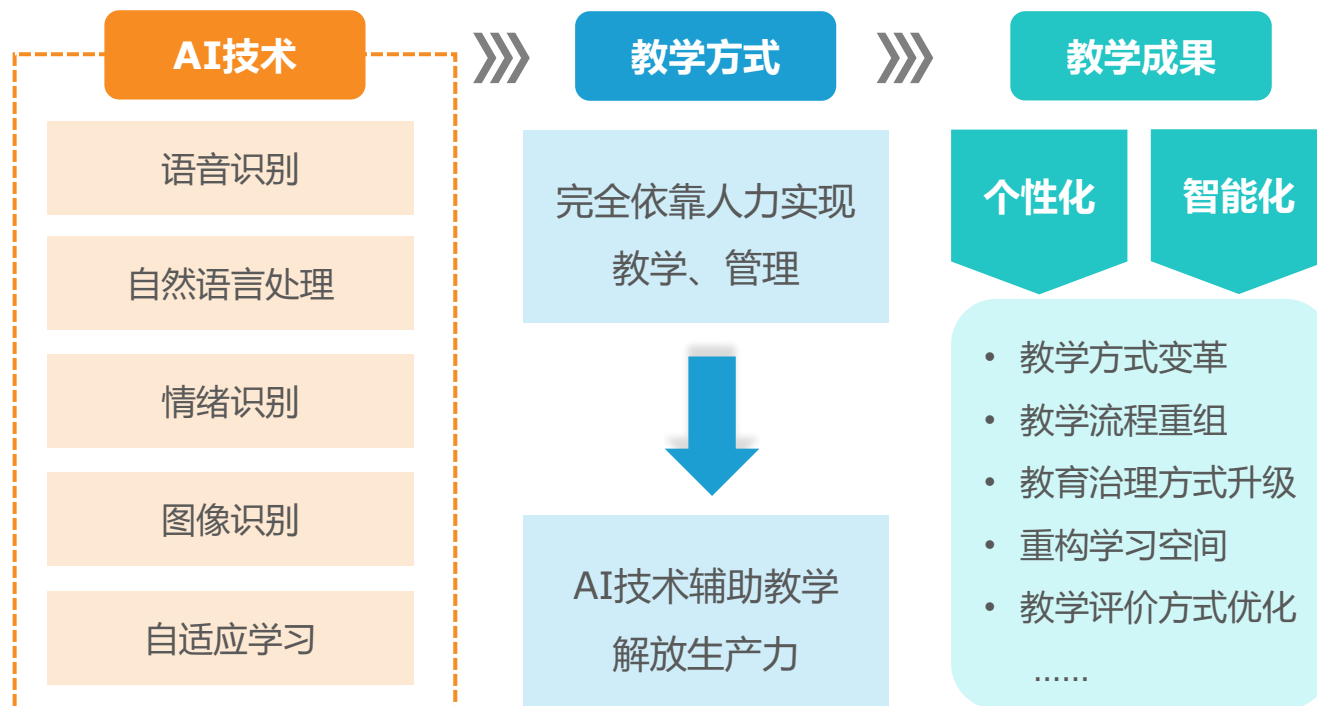 AI技术
教学方式
教学成果
语音识别
自然语言处理
情绪识别
图像识别
自适应学习
完全依靠人力实现
教学、管理
AI技术辅助教学
解放生产力
个性化
智能化
• 教学方式变革
• 教学流程重组
• 教育治理方式升级
• 重构学习空间
• 教学评价方式优化
……